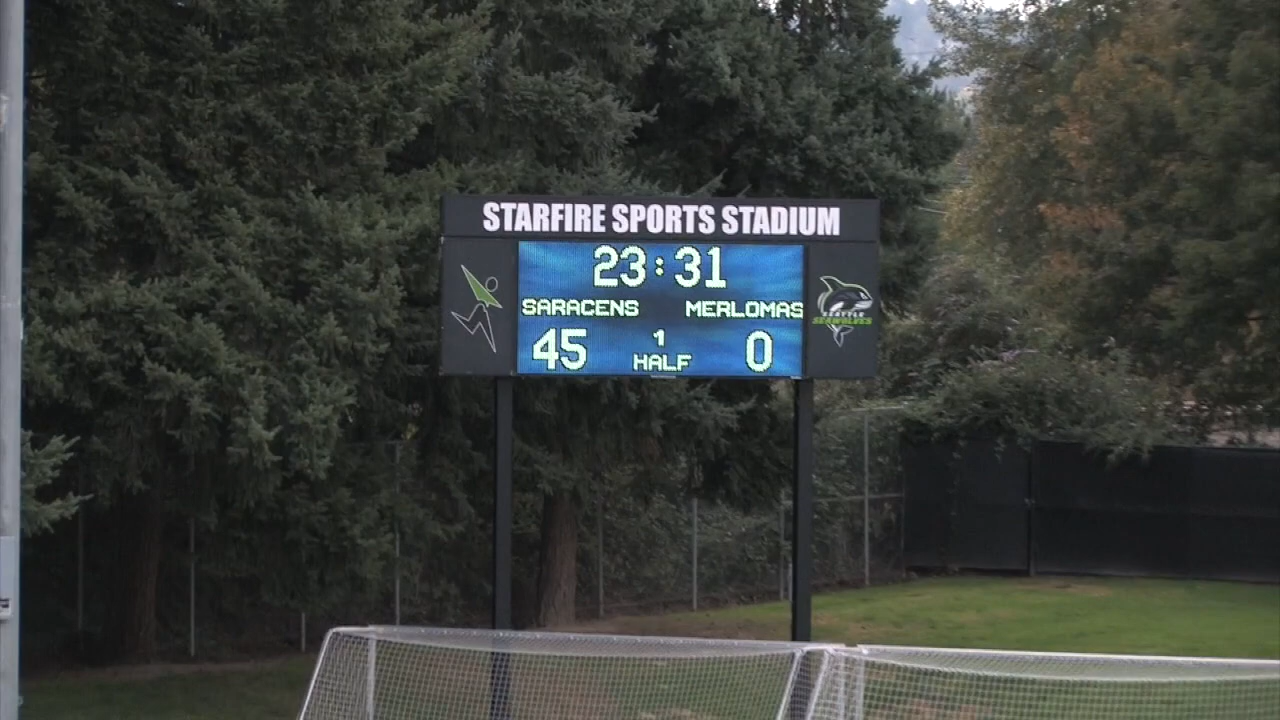 STARFIRE SPORTS STADIUM
23:31
SARACENS MERLOMAS
45 1 0
HALF
SEATTLE
SEAWOLVES